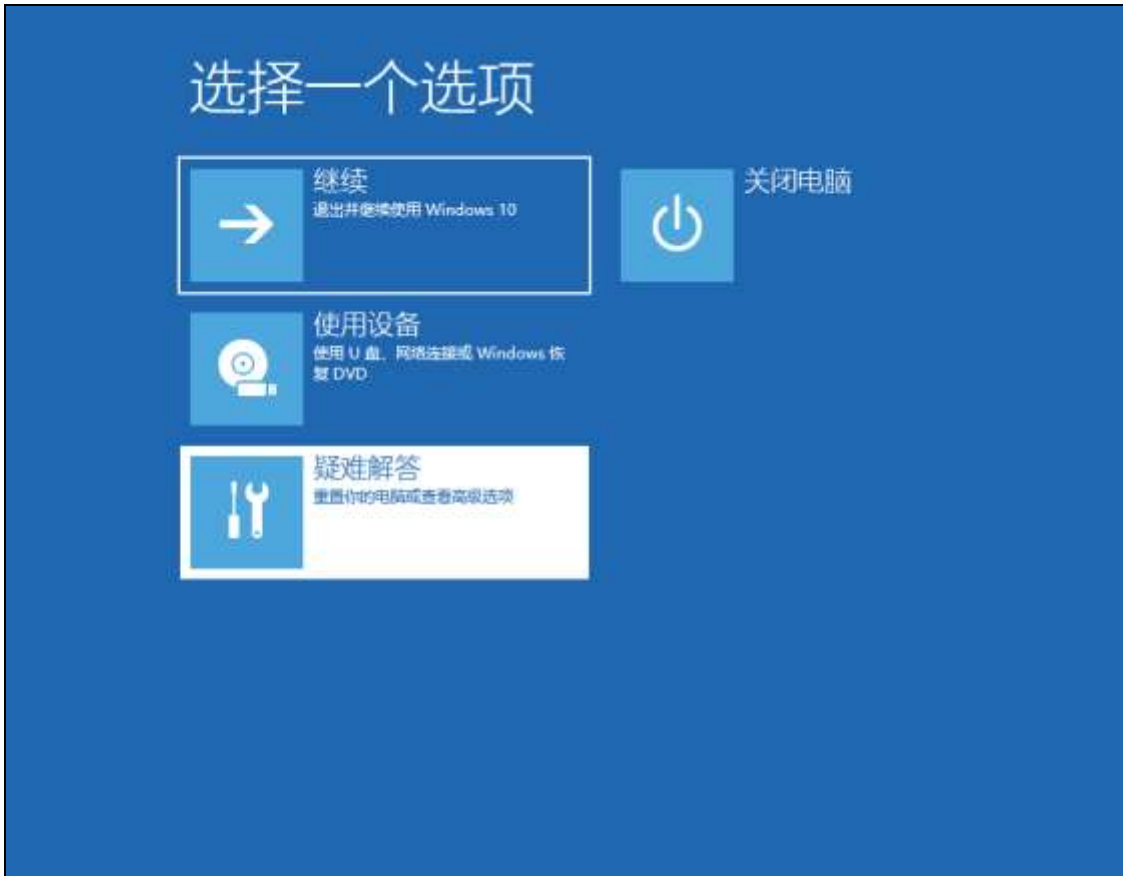 选择一个选项
继续
退出并继续使用 Windows 10
关闭电脑
使用设备
使用 U 盘、网络连接或 Windows 恢
复 DVD
疑难解答
重置你的电脑或查看高级选项